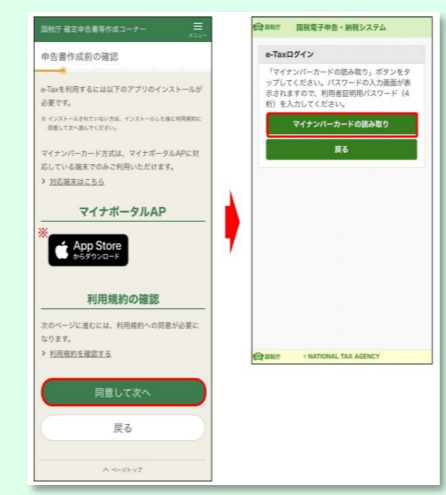 国税庁 確定申告書等作成コーナー
メニュー
申告書作成前の確認
e-Taxを利用するには以下のアプリのインストールが
必要です。
※ インストールされていない方は、インストールした後に利用規約に
同意して次へ進んでください。
マイナンバーカード方式は、マイナポータルAPに対
応している端末でのみご利用いただけます。
> 対応端末はこちら
マイナポータルAP
※
App Store
からダウンロード
利用規約の確認
次のページに進むには、利用規約への同意が必要に
なります。
> 利用規約を確認する
同意して次へ
戻る
ヘ ページトップ
国税庁 国税電子申告・納税システム
e-Taxログイン
「マイナンバーカードの読み取り」ボタンをタ
ップしてください。パスワードの入力画面が表
示されますので、利用者証明用パスワード（4
桁）を入力してください。
マイナンバーカードの読み取り
戻る
国税庁 © NATIONAL TAX AGENCY